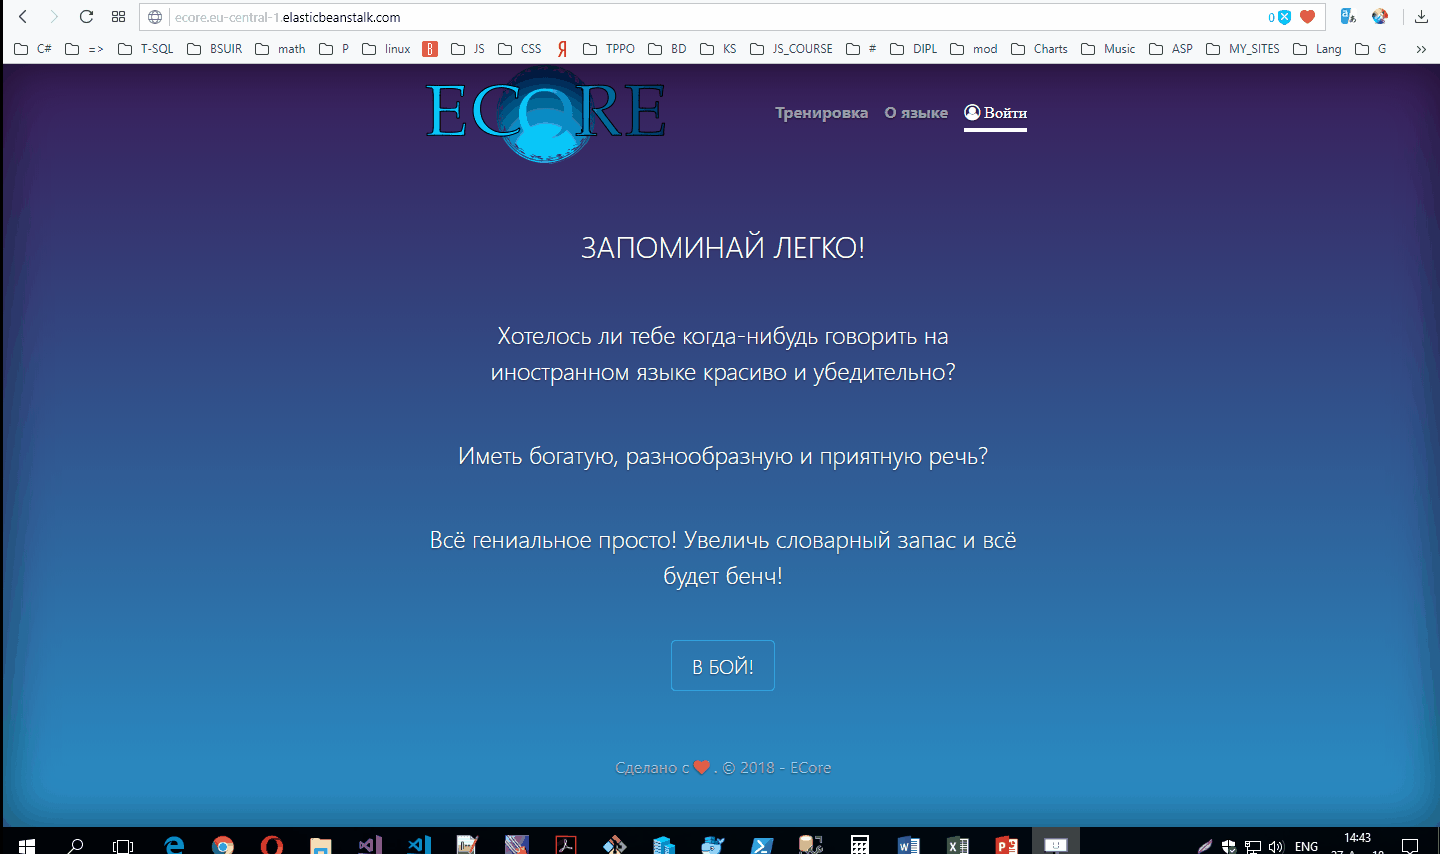 ecore.eu-central-1.elasticbeanstalk.com
0
C# => T-SQL BSUIR math P linux B JS CSS Я TPPO BD KS JS_COURSE # DIPL mod Charts Music ASP MY_SITES Lang G
ECORE
Тренировка О языке Войти
ЗАПОМИНАЙ ЛЕГКО!
Хотелось ли тебе когда-нибудь говорить на
иностранном языке красиво и убедительно?
Иметь богатую, разнообразную и приятную речь?
Всё гениальное просто! Увеличь словарный запас и всё
будет бенч!
В БОЙ!
Сделано с ❤ . © 2018 - ECore
ENG
14:43